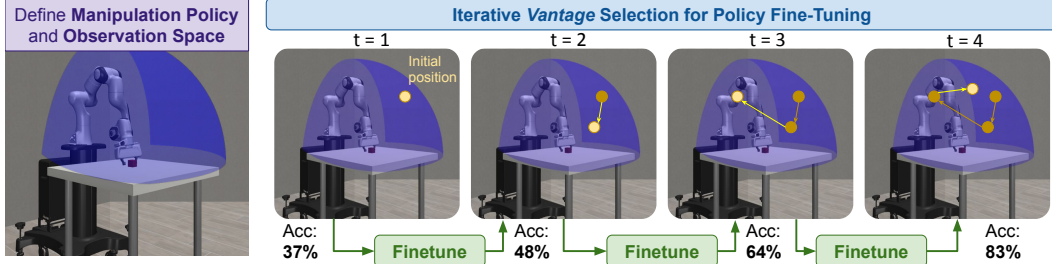 Define Manipulation Policy
and Observation Space
Iterative Vantage Selection for Policy Fine-Tuning
t = 1
t = 2
t = 3
t = 4
Initial
position
Acc:
37%
Finetune
Acc:
48%
Finetune
Acc:
64%
Finetune
Acc:
83%